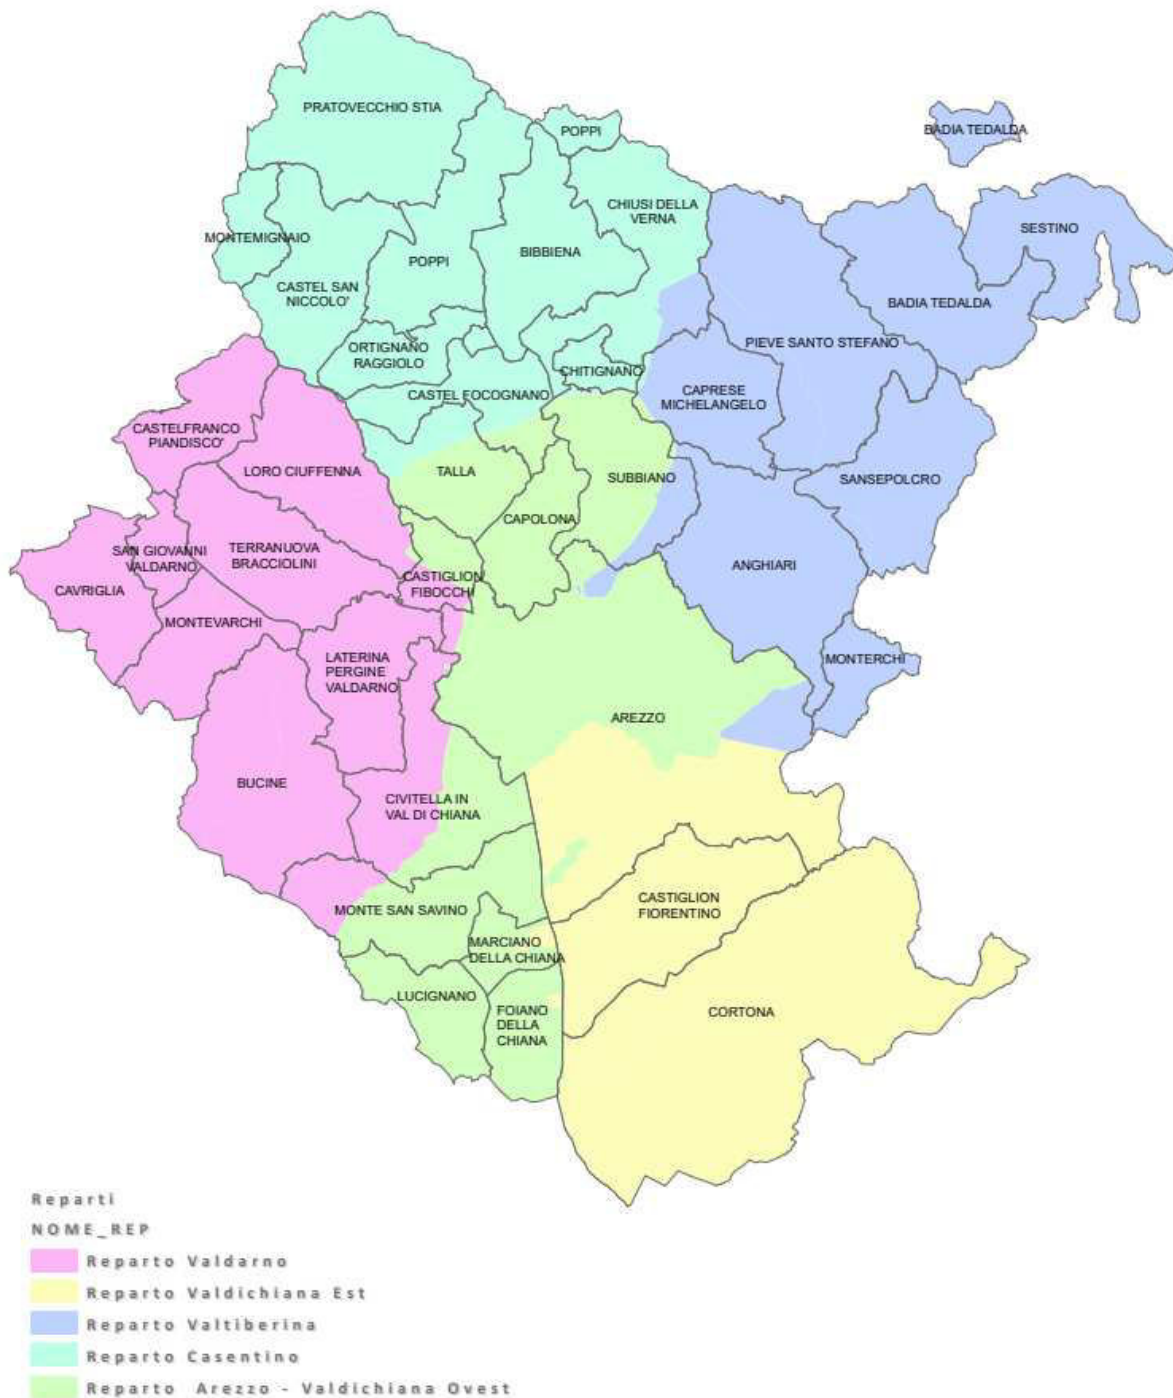 PRATOVECCHIO STIA
POPPI
BADIA TEDALDA
CHIUSI DELLA
VERNA
MONTEMIGNAIO
POPPI
BIBBIENA
SESTINO
CASTEL SAN
NICCOLO'
BADIA TEDALDA
ORTIGNANO
RAGGIOLO
PIEVE SANTO STEFANO
CHITIGNANO
CASTEL FOCOGNANO
CAPRESE
MICHELANGELO
CASTELFRANCO
PIANDISCO'
LORO CIUFFENNA
TALLA
SUBBIANO
SANSEPOLCRO
CAPOLONA
SAN GIOVANNI
VALDARNO
TERRANUOVA
BRACCIOLINI
ANGHIARI
CASTIGLION
FIBOCCHI
CAVRIGLIA
MONTEVARCHI
LATERINA
PERGINE
VALDARNO
MONTERCHI
AREZZO
BUCINE
CIVITELLA IN
VAL DI CHIANA
CASTIGLION
FIORENTINO
MONTE SAN SAVINO
MARCIANO
DELLA CHIANA
LUCIGNANO
FOIANO
DELLA
CHIANA
CORTONA
Reparti
NOME_REP
Reparto Valdarno
Reparto Valdichiana Est
Reparto Valtiberina
Reparto Casentino
Reparto Arezzo - Valdichiana Ovest